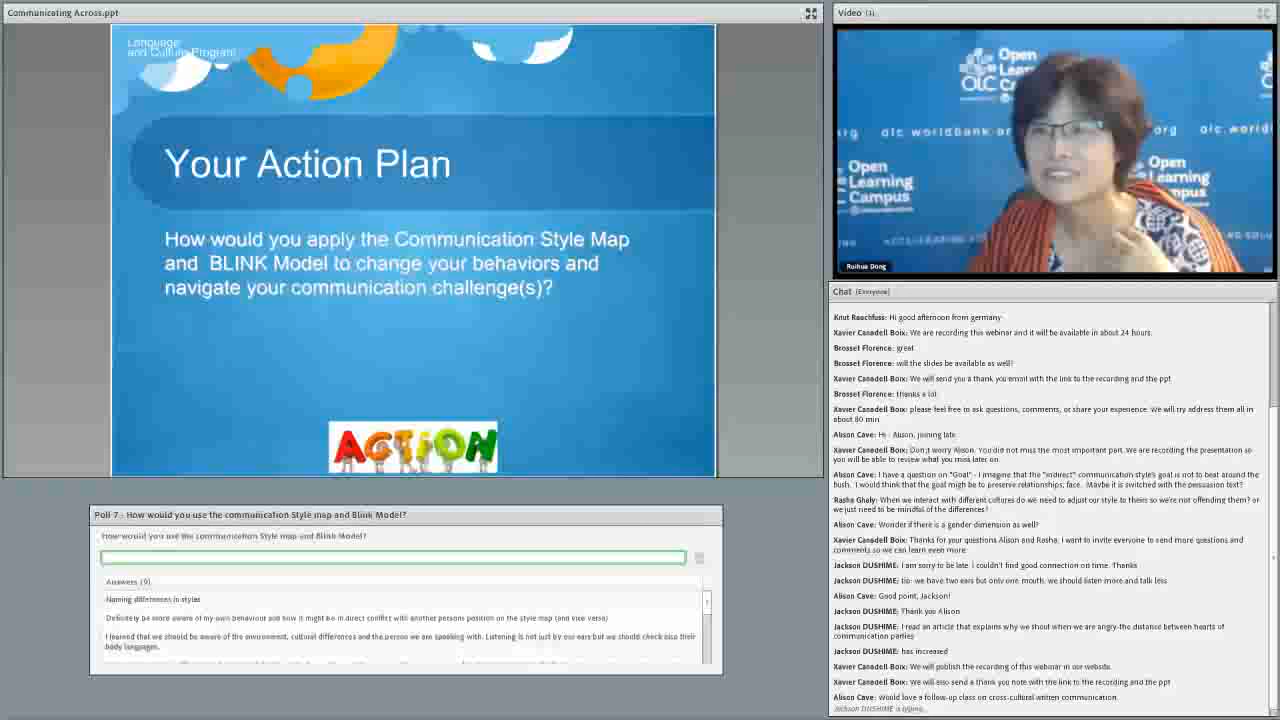 Communicating Across.ppt
Language
and Culture Program
Your Action Plan
How would you apply the Communication Style Map
and BLINK Model to change your behaviors and
navigate your communication challenge(s)?
ACTION
Poll 7 - How would you use the communication Style map and Blink Model?
How would you use the communication Style map and Blink Model?
Answers (9)
Naming differences in styles
Definitely be more aware of my own behaviour and how it might be in direct conflict with another persons position on the style map (and vice versa)
I learned that we should be aware of the environment, cultural differences and the person we are speaking with. Listening is not just by our ears but we should check also their
body languages.
Video (1)
Open
Learning
OLC
olc.worldbank.or
org
olc.worldb
Open
Learning
Campus
Open
Learning
Campus
Ruihua Dong
Chat (Everyone)
Knut Raachfuss: Hi good afternoon from germany
Xavier Canadell Boix: We are recording this webinar and it will be available in about 24 hours.
Brosset Florence: great
Brosset Florence: will the slides be available as well?
Xavier Canadell Boix: We will send you a thank you email with the link to the recording and the ppt
Brosset Florence: thanks a lol
Xavier Canadell Boix: please feel free to ask questions, comments, or share your experience. We will try address them all in
about 80 min
Alison Cave: Hi - Alison, joining late
Xavier Canadell Boix: Don;t worry Alison. You did not miss the most important part. We are recording the presentation so
you will be able to review what you miss later on.
Alison Cave: I have a question on "Goal" - I imagine that the "indirect" communication style's goal is not to beat around the
bush. I would think that the goal might be to preserve relationships; face. Maybe it is switched with the persuasion text?
Rasha Ghaly: When we interact with different cultures do we need to adjust our style to theirs so we're not offending them? or
we just need to be mindful of the differences?
Alison Cave: Wonder if there is a gender dimension as well?
Xavier Canadell Boix: Thanks for your questions Alison and Rasha. I want to invite everyone to send more questions and
comments so we can learn even more
Jackson DUSHIME: I am sorry to be late. I couldn't find good connection on time. Thanks
Jackson DUSHIME: tip: we have two ears but only one mouth, we should listen more and talk less
Alison Cave: Good point, Jackson!
Jackson DUSHIME: Thank you Alison
Jackson DUSHIME: I read an article that explains why we shout when we are angry-the distance between hearts of
communication parties
Jackson DUSHIME: has increased
Xavier Canadell Boix: We will publish the recording of this webinar in our website.
Xavier Canadell Boix: We will also send a thank you note with the link to the recording and the ppt
Alison Cave: Would love a follow-up class on cross-cultural written communication.
Jackson DUSHIME is typing...